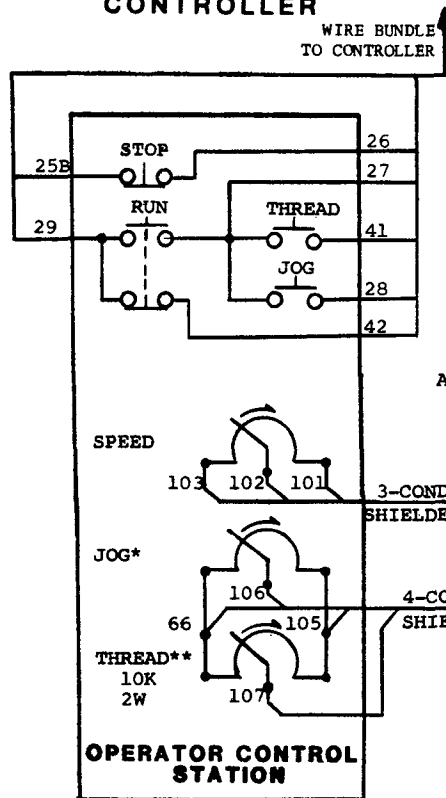 CONTROLLER
WIRE BUNDLE
TO CONTROLLER
STOP
26
25B
27
RUN
THREAD
29
41
JOG
28
42
A
SPEED
103
102
101
3-COND
SHIELDE
JOG*
106
4-CO
66
105
SHIE
THREAD**
10K
107
2W
OPERATOR CONTROL
STATION